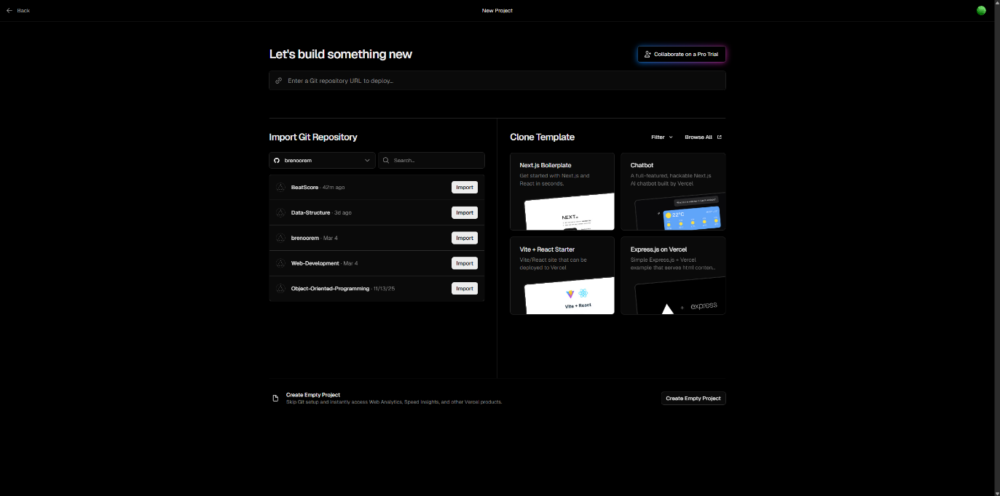 Back
New Project
Let's build something new
Collaborate on a Pro Trial
Enter a Git repository URL to deploy...
Import Git Repository
brenoorem
Search...
BeatScore · 42m ago
Import
Data-Structure · 3d ago
Import
brenoorem · Mar 4
Import
Web-Development · Mar 4
Import
Object-Oriented-Programming · 11/13/25
Import
Clone Template
Filter
Browse All
Next.js Boilerplate
Get started with Next.js and
React in seconds.
NEXT.
Chatbot
A full-featured, hackable Next.js
AI chatbot built by Vercel
22°C
Vite + React Starter
Vite/React site that can be
deployed to Vercel
Vite + React
Express.js on Vercel
Simple Express.js + Vercel
example that serves html conten...
+ express
Create Empty Project
Skip Git setup and instantly access Web Analytics, Speed Insights, and other Vercel products.
Create Empty Project